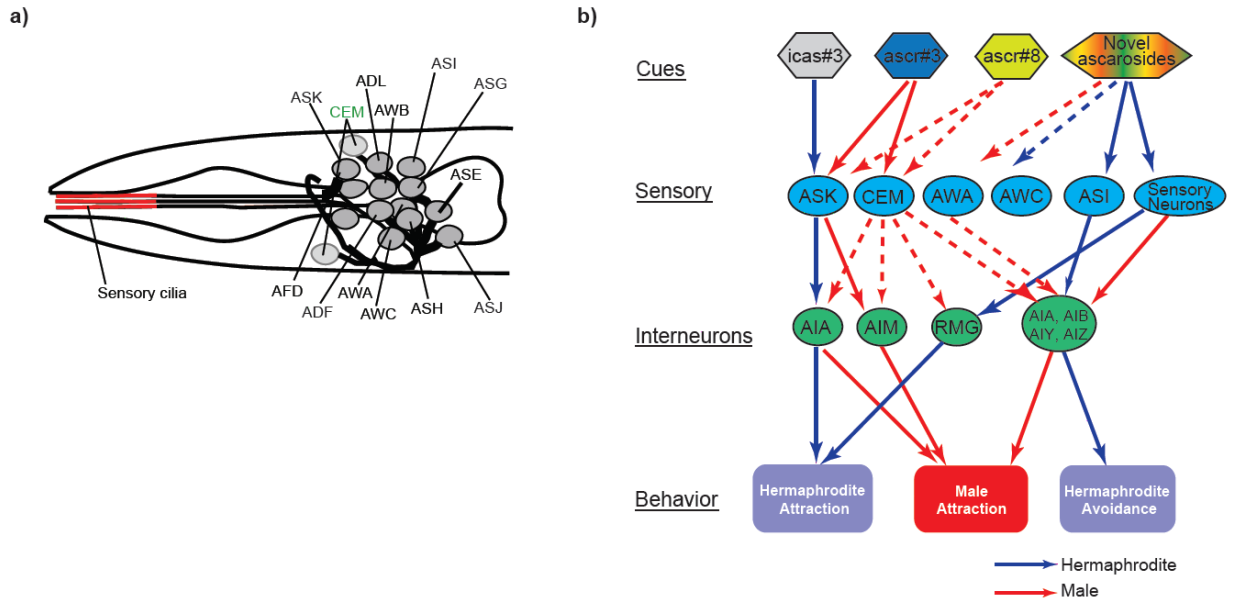 a)
ASI
ADL
ASG
ASK
CEM
AWB
ASE
Sensory cilia
AFD
ADF
AWA
AWC
ASH
ASJ
b)
Cues
icas#3
ascr#3
ascr#8
Novel
ascarosides
Sensory
ASK
CEM
AWA
AWC
ASI
Sensory
Neurons
Interneurons
AIA
AIM
RMG
AIA, AIB
AIY, AIZ
Behavior
Hermaphrodite
Attraction
Male
Attraction
Hermaphrodite
Avoidance
Hermaphrodite
Male